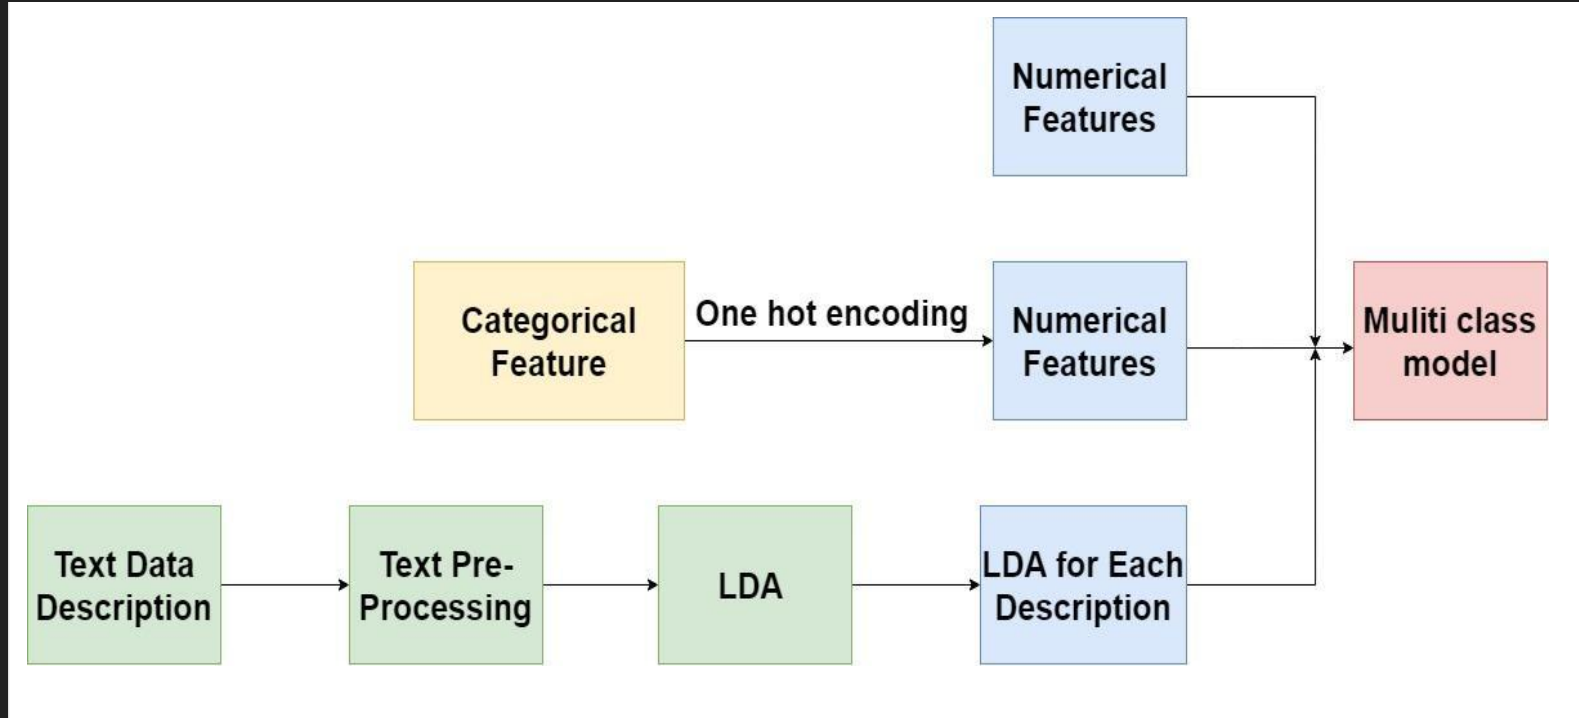 Numerical
Features
Categorical
Feature
One hot encoding
Numerical
Features
Muliti class
model
Text Data
Description
Text Pre-
Processing
LDA
LDA for Each
Description